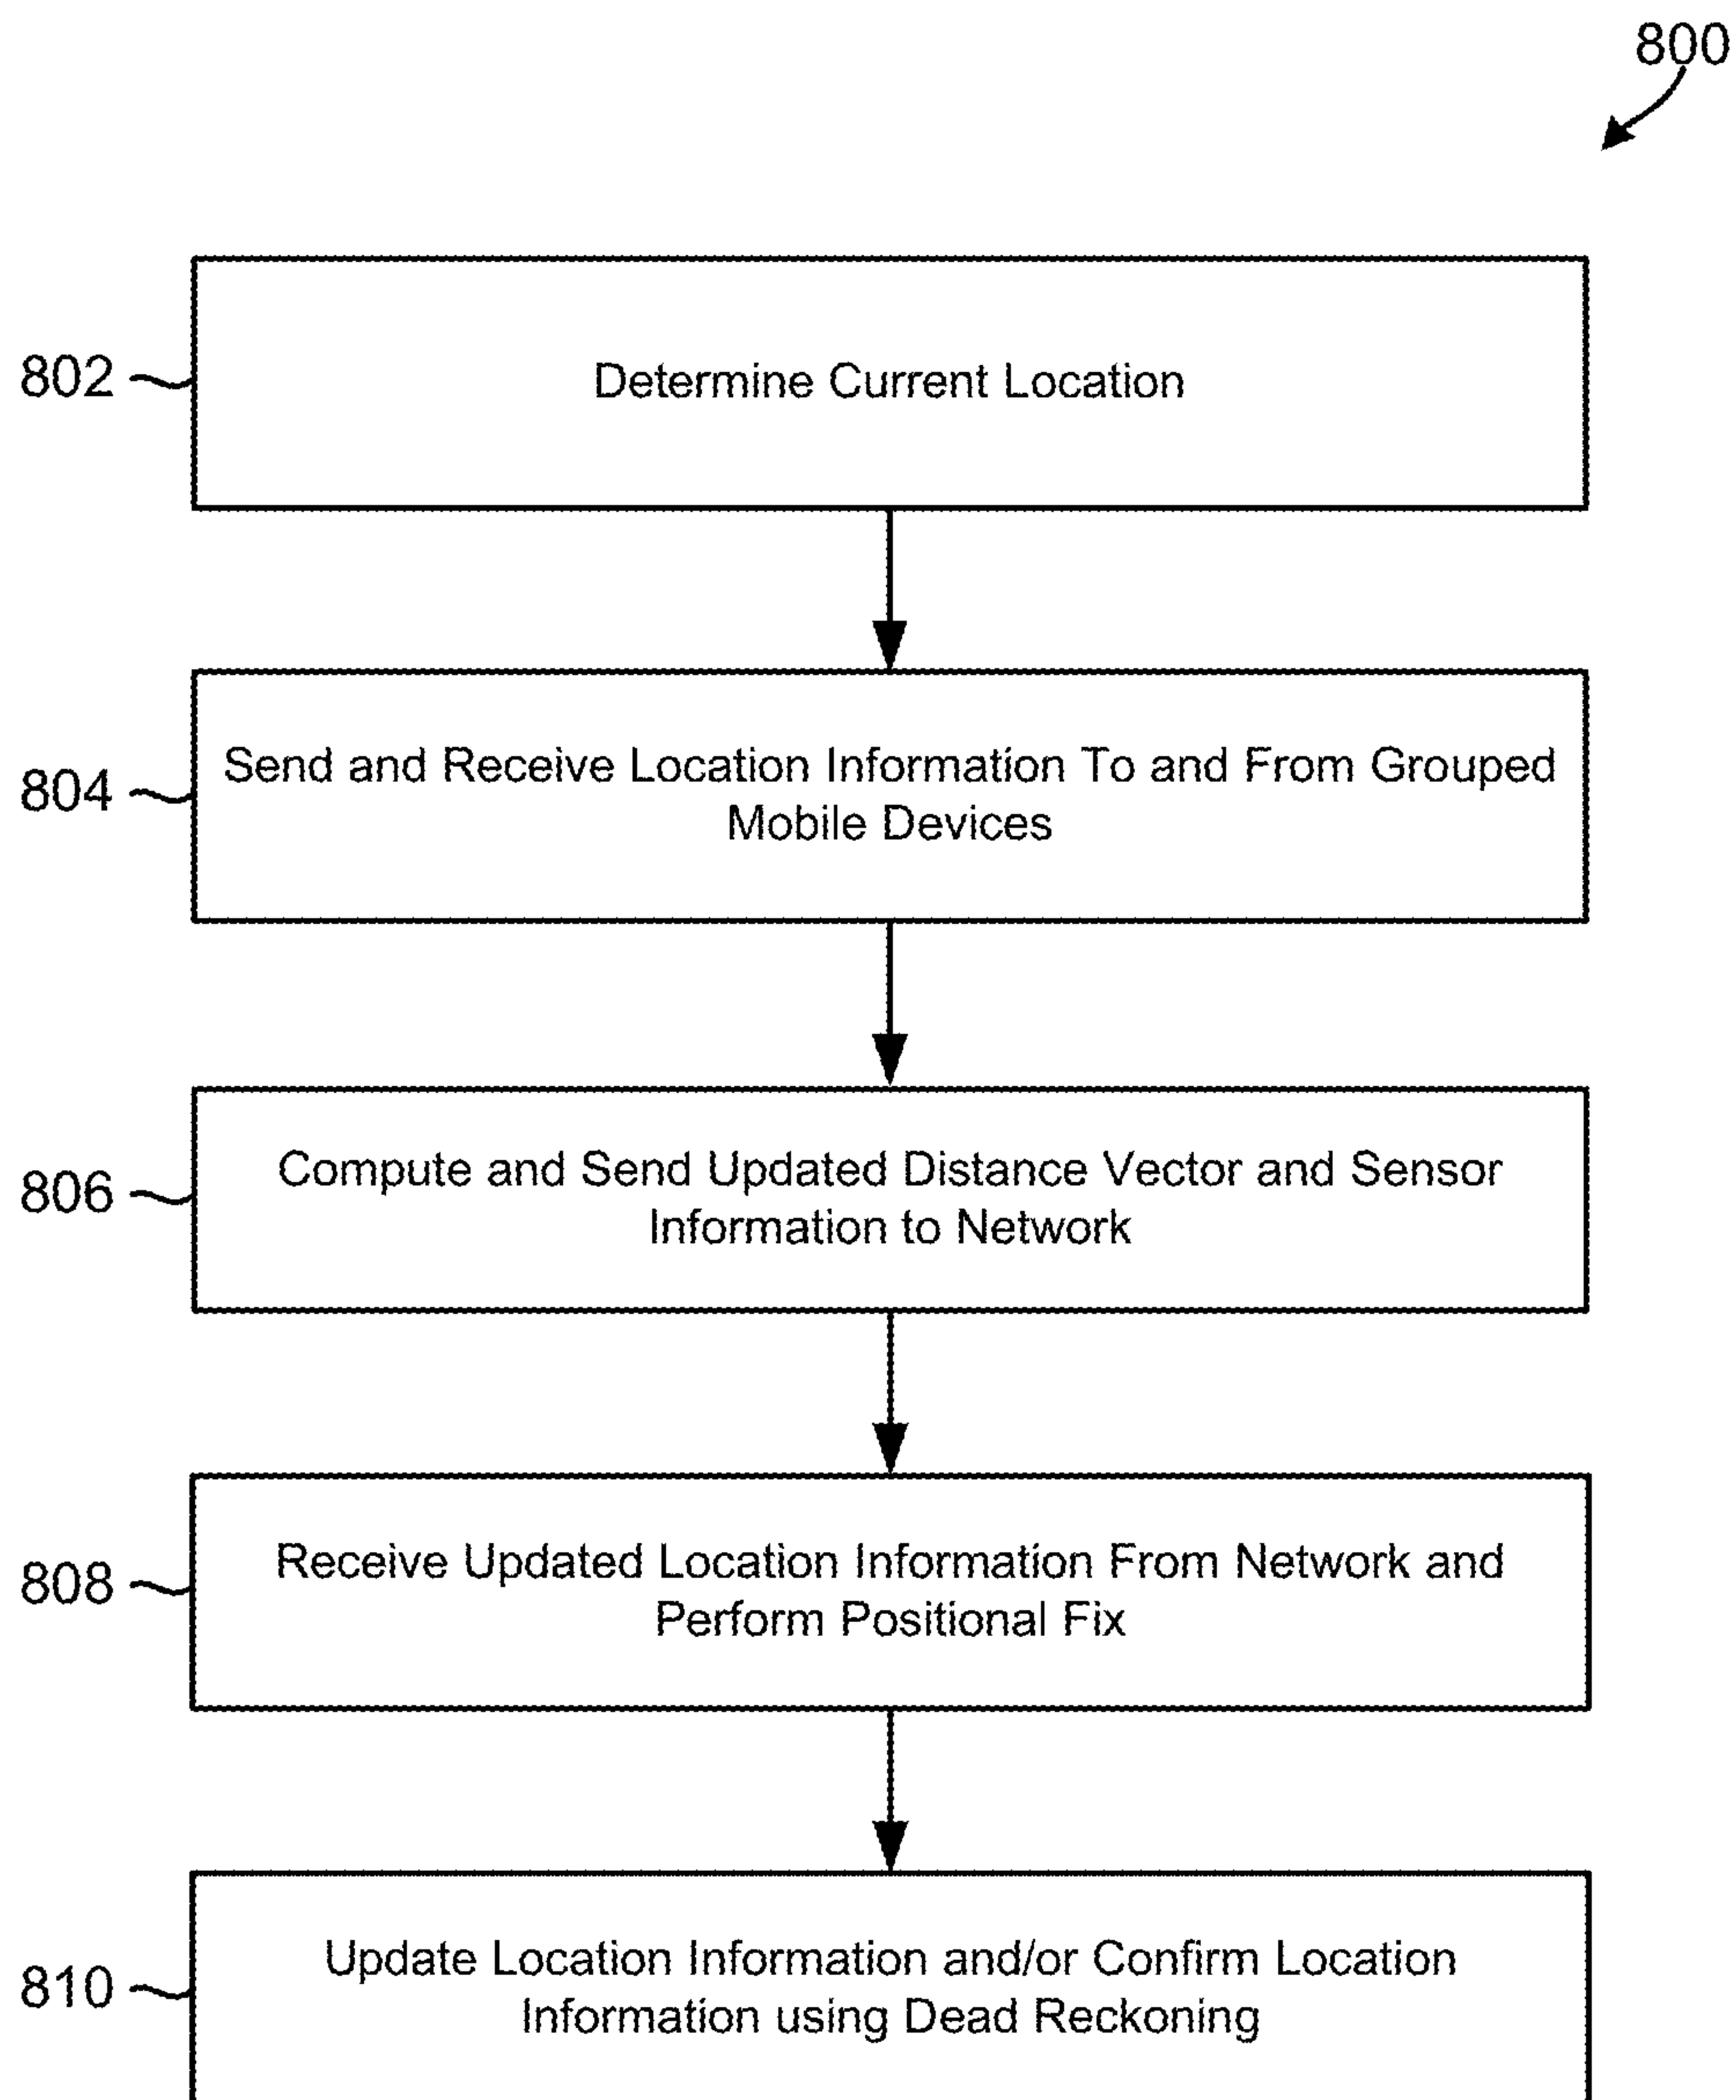 800
802
Determine Current Location
804
Send and Receive Location Information To and From Grouped
Mobile Devices
806
Compute and Send Updated Distance Vector and Sensor
Information to Network
808
Receive Updated Location Information From Network and
Perform Positional Fix
810
Update Location Information and/or Confirm Location
Information using Dead Reckoning